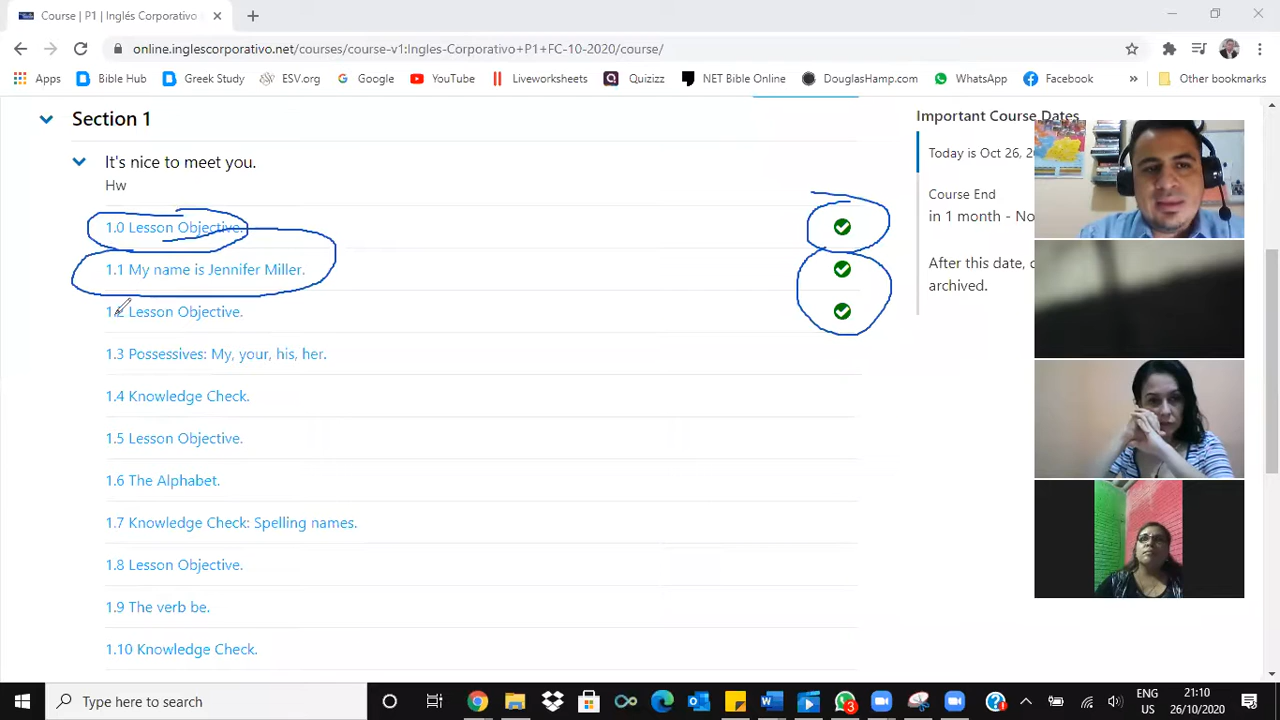 Course | P1 | Inglés Corporativo
online.inglescorporativo.net/courses/course-v1:Ingles-Corporativo+P1+FC-10-2020/course/
Apps Bible Hub Greek Study ESV.org Google YouTube Liveworksheets Quizizz NET Bible Online DouglasHamp.com WhatsApp Facebook » Other bookmarks
Section 1
It's nice to meet you.
Hw
1.0 Lesson Objective.
1.1 My name is Jennifer Miller.
1.2 Lesson Objective.
1.3 Possessives: My, your, his, her.
1.4 Knowledge Check.
1.5 Lesson Objective.
1.6 The Alphabet.
1.7 Knowledge Check: Spelling names.
1.8 Lesson Objective.
1.9 The verb be.
1.10 Knowledge Check.
Important Course Dates
Today is Oct 26, 2
Course End
in 1 month - No
After this date, c
archived.
Type here to search
3
ENG
US
21:10
26/10/2020